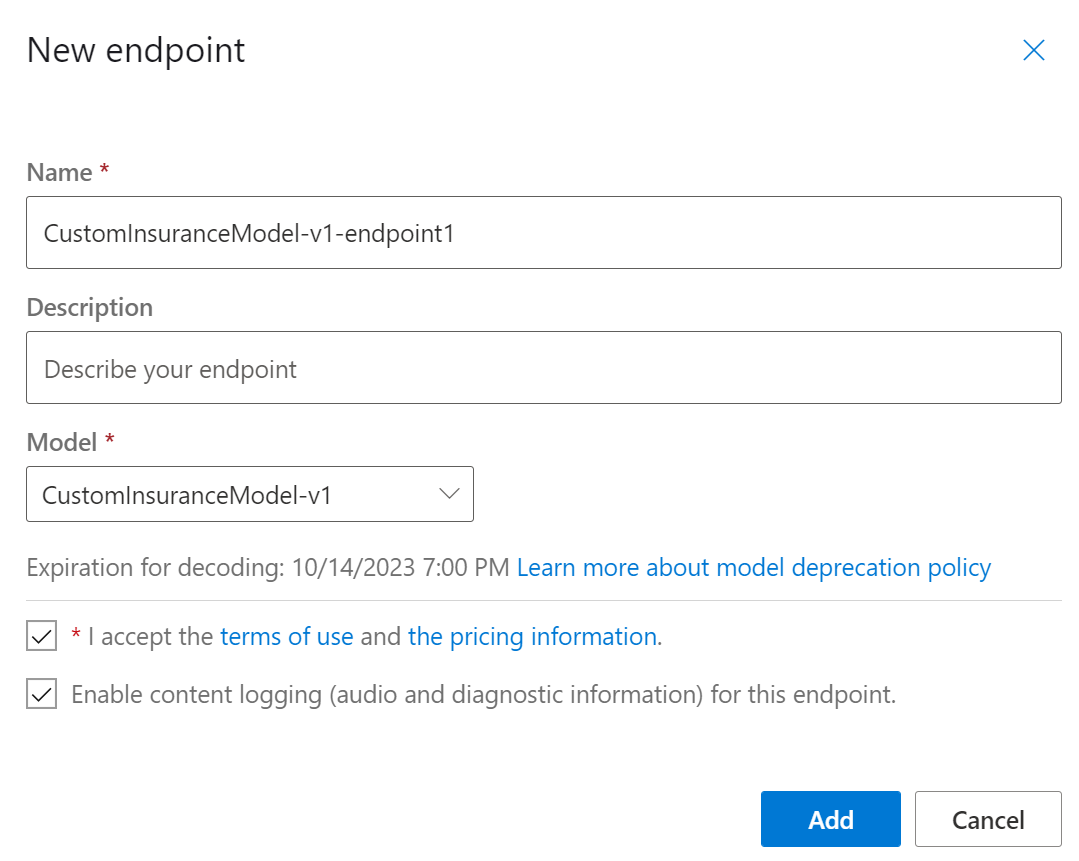 New endpoint
Name *
CustomInsuranceModel-v1-endpoint1
Description
Describe your endpoint
Model *
CustomInsuranceModel-v1
Expiration for decoding: 10/14/2023 7:00 PM Learn more about model deprecation policy
* I accept the terms of use and the pricing information.
Enable content logging (audio and diagnostic information) for this endpoint.
Add Cancel